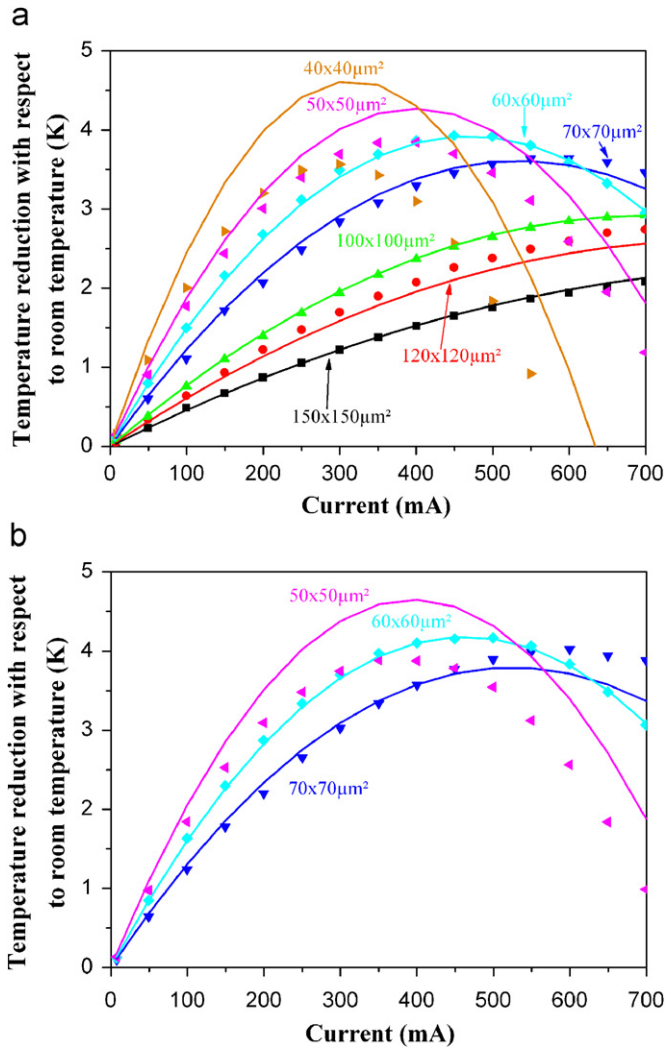 a
Temperature reduction with respect
to room temperature (K)
5
4
3
2
1
0
40x40µm²
50x50µm²
60x60µm²
70x70µm²
100x100µm²
120x120µm²
150x150µm²
0 100 200 300 400 500 600 700
Current (mA)
b
Temperature reduction with respect
to room temperature (K)
5
4
3
2
1
0
50x50µm²
60x60µm²
70x70µm²
0 100 200 300 400 500 600 700
Current (mA)